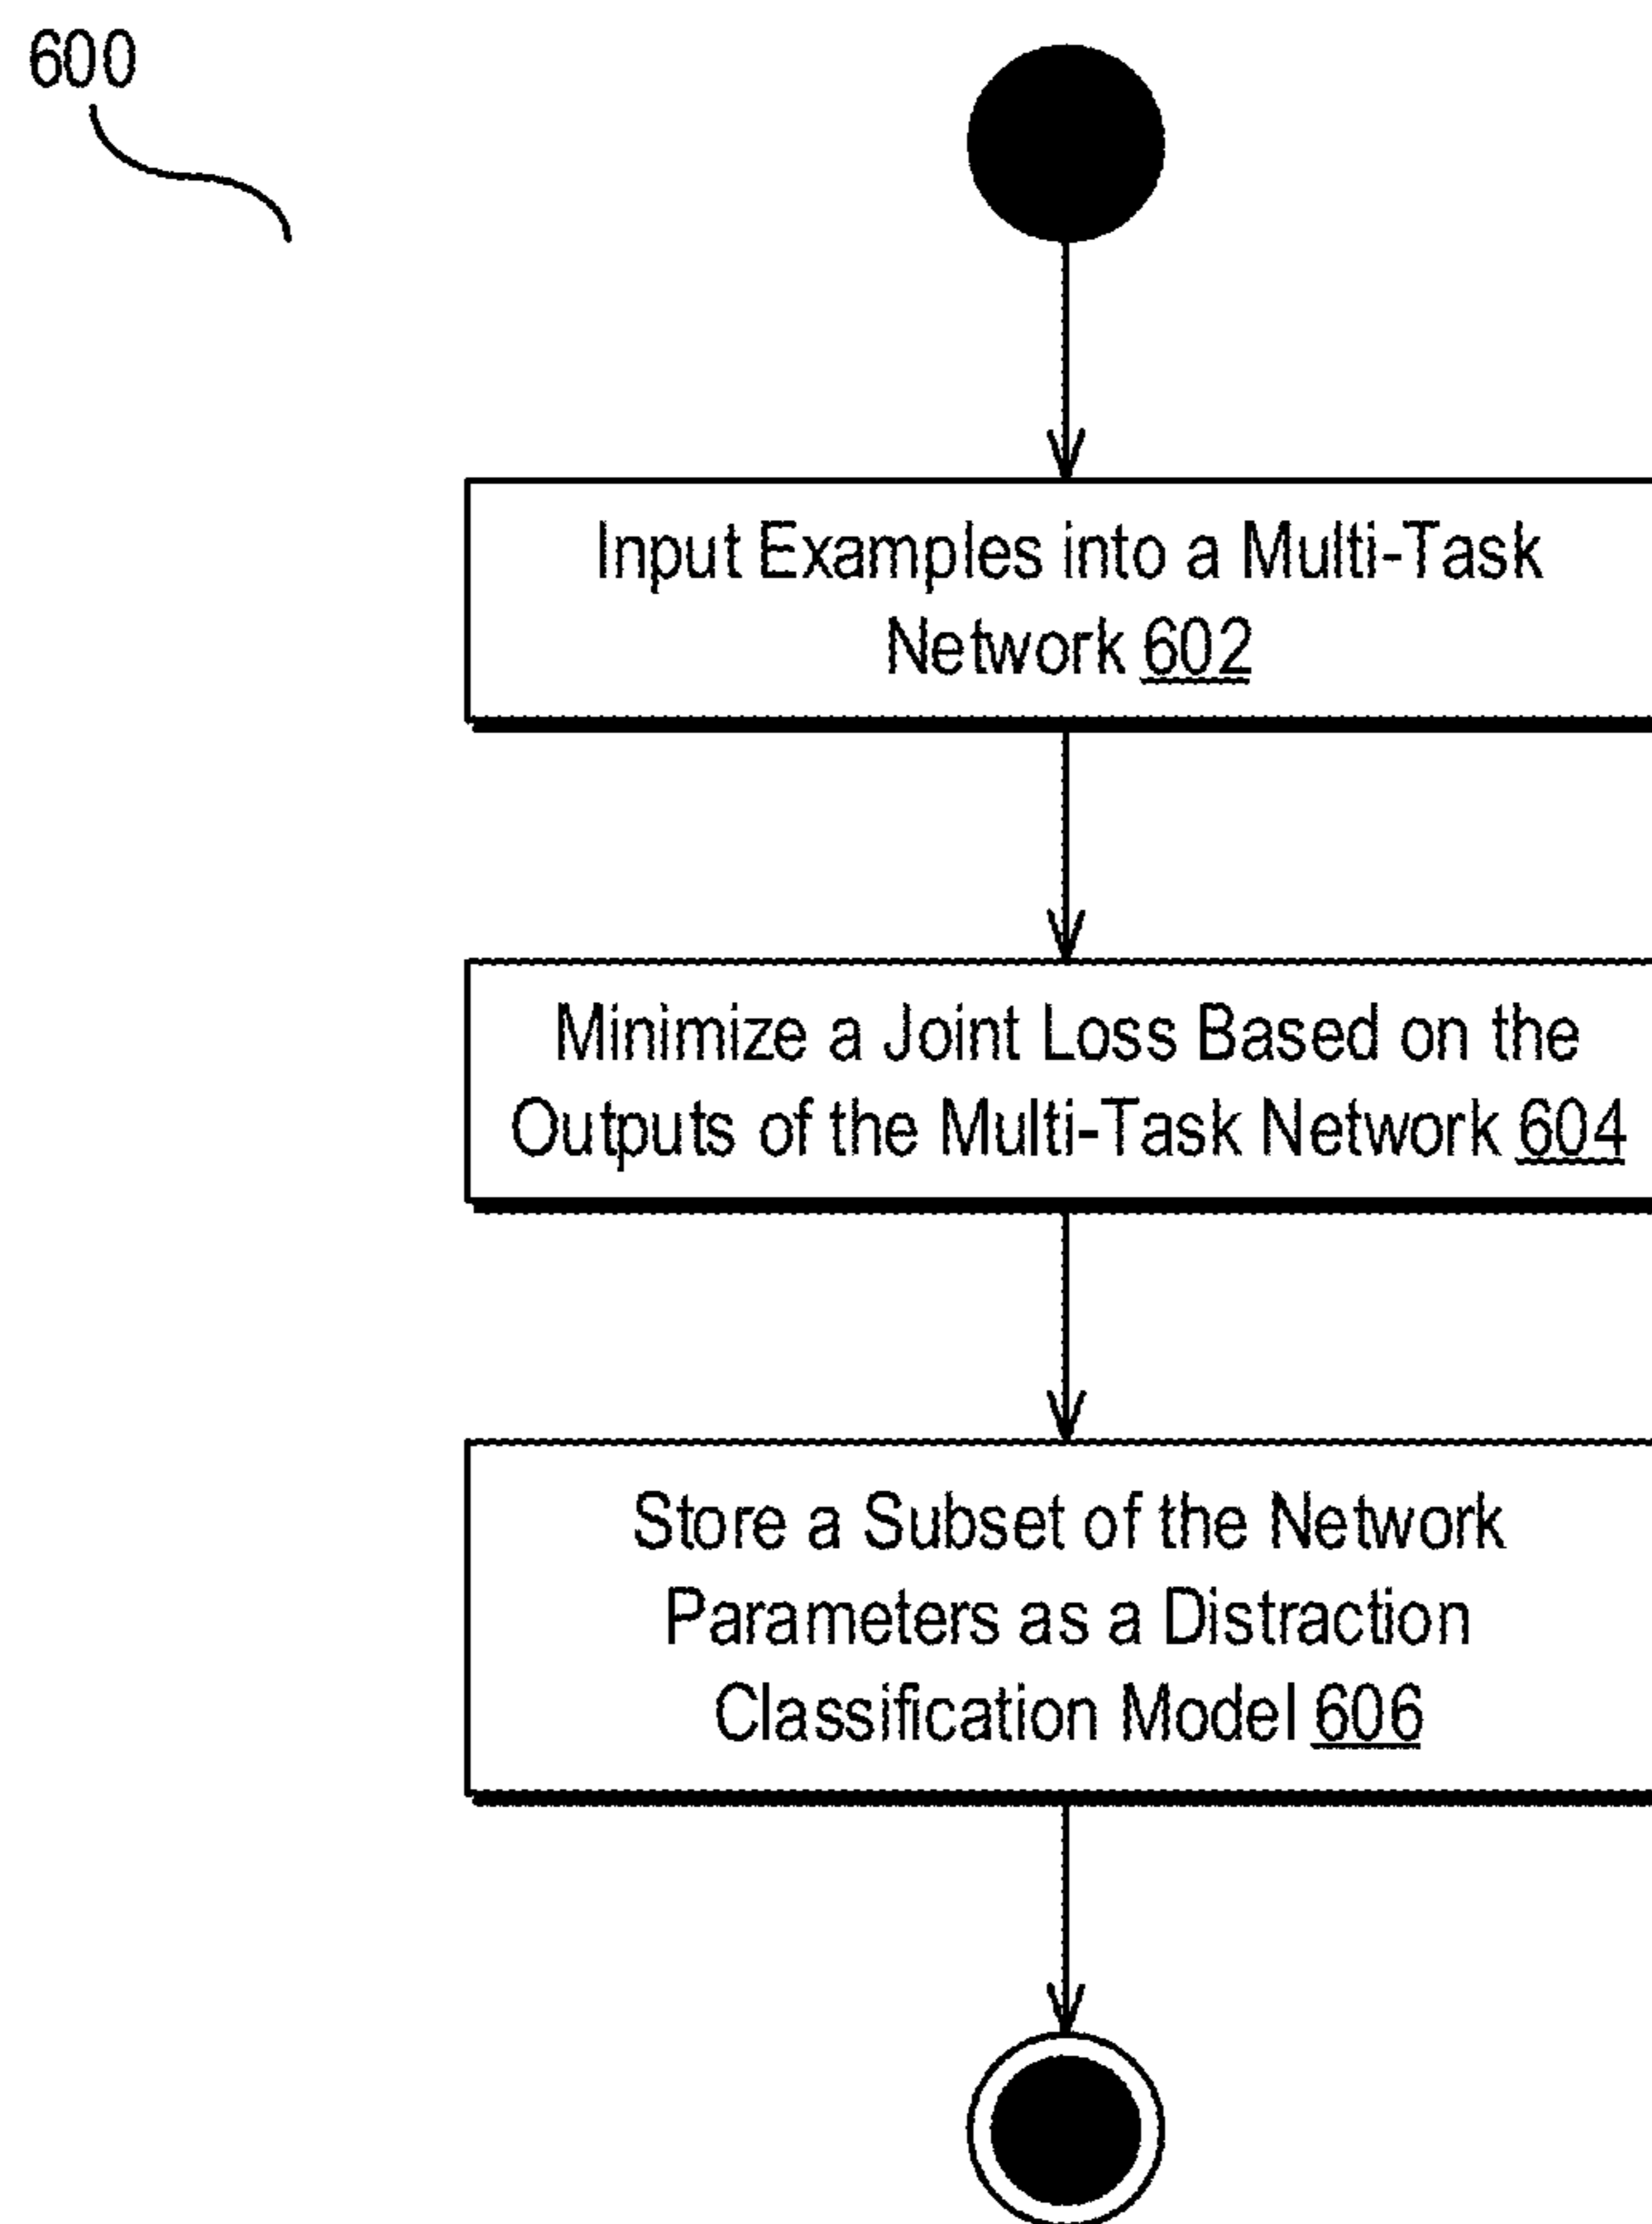 600
Input Examples into a Multi-Task
Network 602
Minimize a Joint Loss Based on the
Outputs of the Multi-Task Network 604
Store a Subset of the Network
Parameters as a Distraction
Classification Model 606